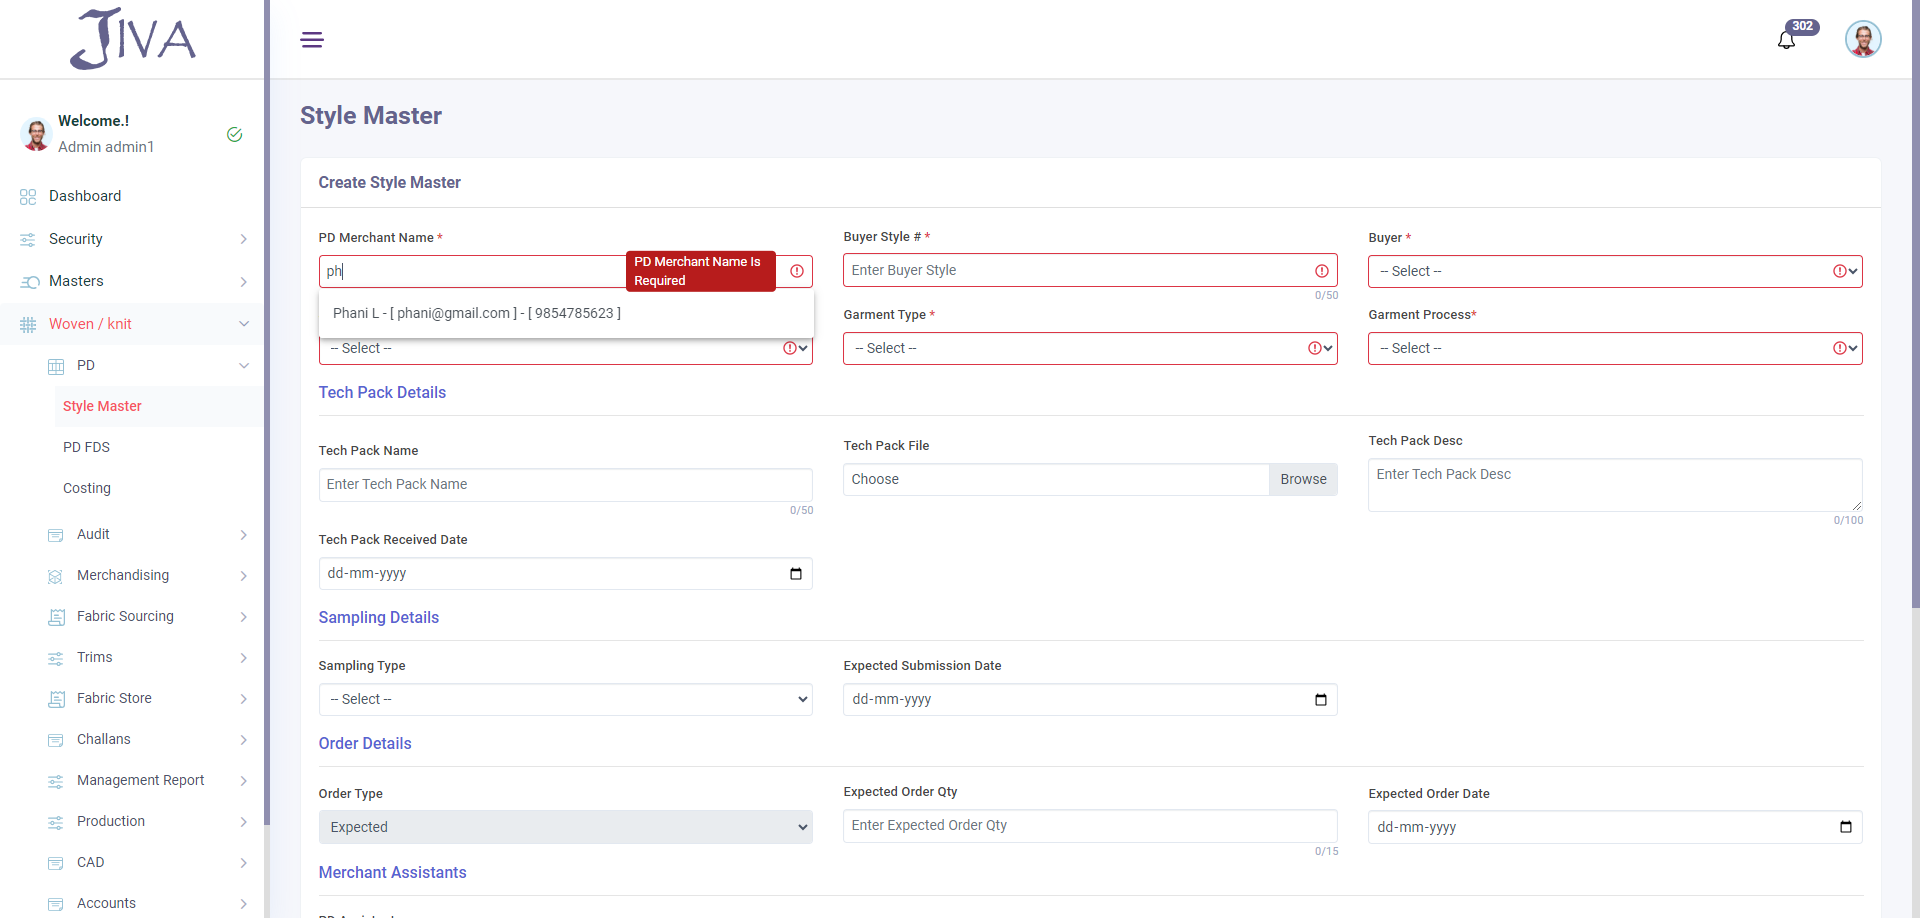 JIVA
302
Welcome.!
Admin admin1
Dashboard
Security
Masters
Woven / knit
PD
Style Master
PD FDS
Costing
Audit
Merchandising
Fabric Sourcing
Trims
Fabric Store
Challans
Management Report
Production
CAD
Accounts
Style Master
Create Style Master
PD Merchant Name *
ph
PD Merchant Name Is
Required
Phani L - [ phani@gmail.com ] - [ 9854785623 ]
Buyer Style # *
Enter Buyer Style
0/50
Buyer *
-- Select --
-- Select --
Garment Type *
-- Select --
Garment Process*
-- Select --
Tech Pack Details
Tech Pack Name
Enter Tech Pack Name
0/50
Tech Pack File
Choose
Browse
Tech Pack Desc
Enter Tech Pack Desc
0/100
Tech Pack Received Date
dd-mm-yyyy
Sampling Details
Sampling Type
-- Select --
Expected Submission Date
dd-mm-yyyy
Order Details
Order Type
Expected
Expected Order Qty
Enter Expected Order Qty
0/15
Expected Order Date
dd-mm-yyyy
Merchant Assistants